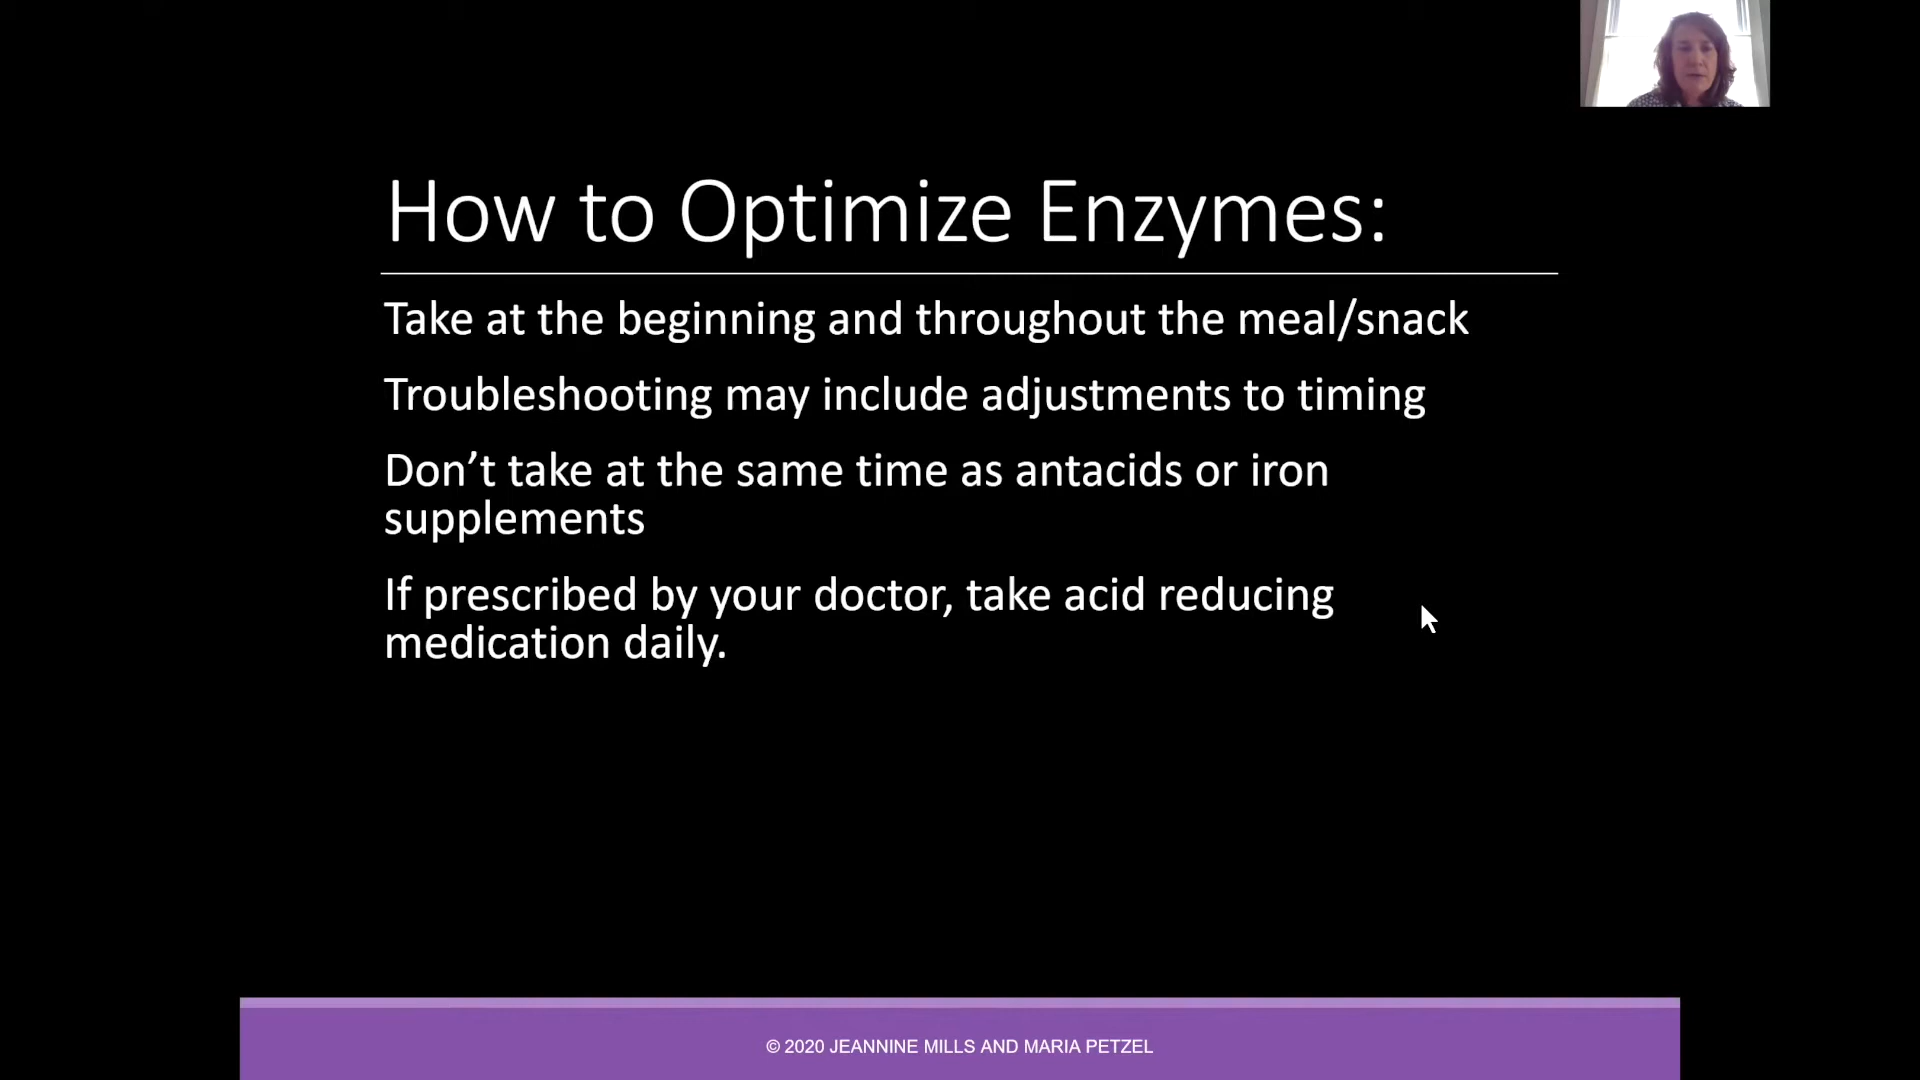 How to Optimize Enzymes:
Take at the beginning and throughout the meal/snack
Troubleshooting may include adjustments to timing
Don’t take at the same time as antacids or iron
supplements
If prescribed by your doctor, take acid reducing
medication daily.
© 2020 JEANNINE MILLS AND MARIA PETZEL